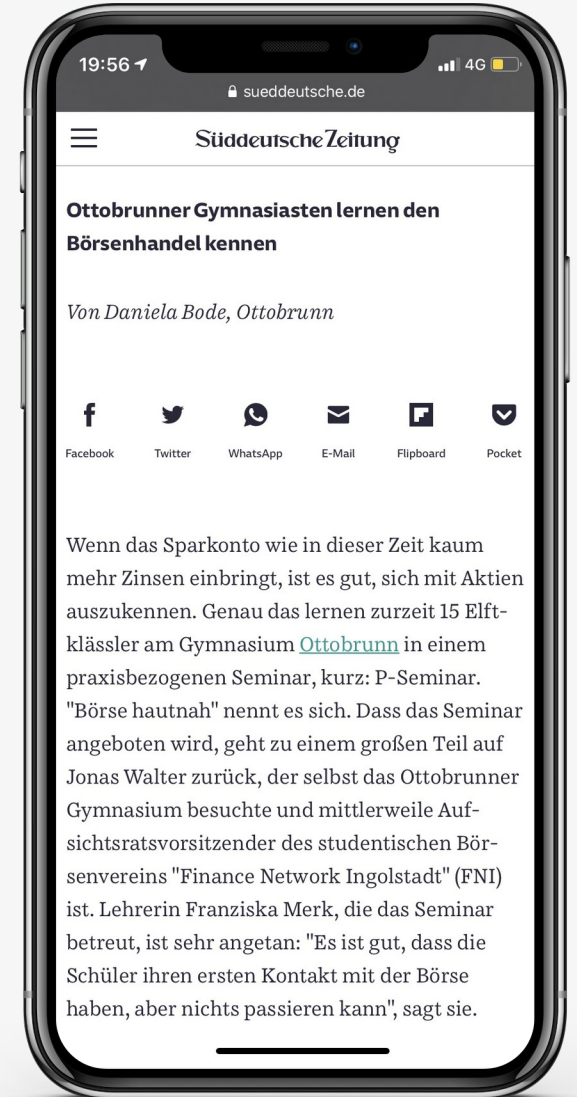 19:56
4G
sueddeutsche.de
Süddeutsche Zeitung
Ottobrunner Gymnasiasten lernen den
Börsenhandel kennen
Von Daniela Bode, Ottobrunn
Facebook Twitter WhatsApp E-Mail Flipboard Pocket
Wenn das Sparkonto wie in dieser Zeit kaum
mehr Zinsen einbringt, ist es gut, sich mit Aktien
auszukennen. Genau das lernen zurzeit 15 Elft-
klässler am Gymnasium Ottobrunn in einem
praxisbezogenen Seminar, kurz: P-Seminar.
"Börse hautnah" nennt es sich. Dass das Seminar
angeboten wird, geht zu einem großen Teil auf
Jonas Walter zurück, der selbst das Ottobrunner
Gymnasium besuchte und mittlerweile Auf-
sichtsratsvorsitzender des studentischen Bör-
senvereins "Finance Network Ingolstadt" (FNI)
ist. Lehrerin Franziska Merk, die das Seminar
betreut, ist sehr angetan: "Es ist gut, dass die
Schüler ihren ersten Kontakt mit der Börse
haben, aber nichts passieren kann", sagt sie.